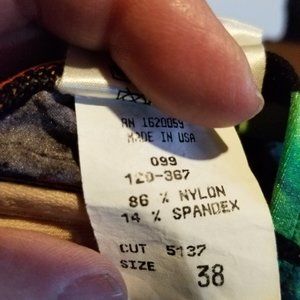 RN 1620059
MADE IN USA
099
120-367
86 % NYLON
14 % SPANDEX
CUT 5137
SIZE 38